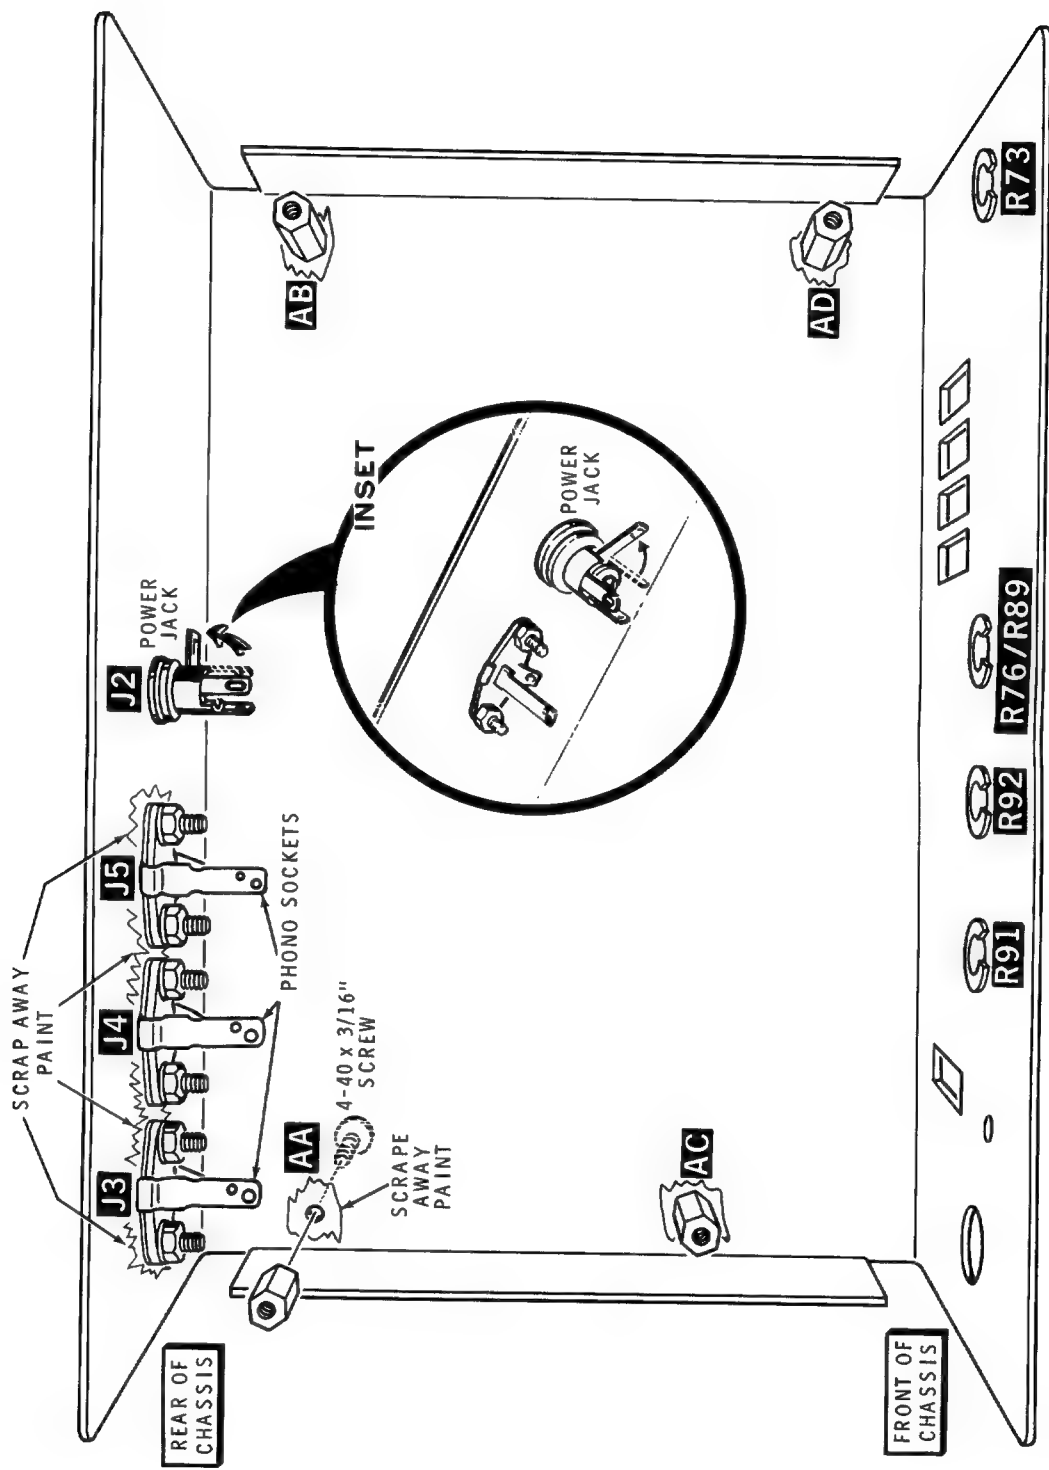 SCRAP AWAY
PAINT
J3
J4
J5
J2
POWER
JACK
PHONO SOCKETS
REAR OF
CHASSIS
AA
4-40 x 3/16"
SCREW
SCRAPE
AWAY
PAINT
AB
INSET
POWER
JACK
AC
AD
FRONT OF
CHASSIS
R91
R92
R76/R89
R73